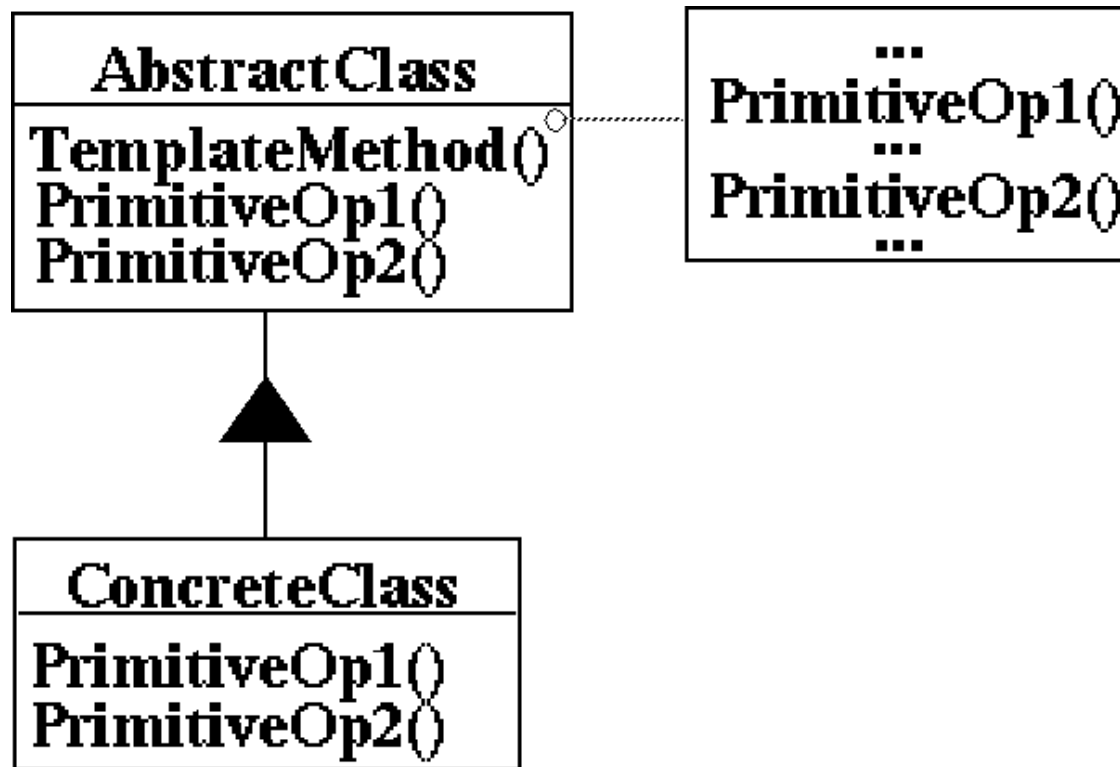 AbstractClass
TemplateMethod()
PrimitiveOp1()
PrimitiveOp2()
...
PrimitiveOp1()
...
PrimitiveOp2()
...
ConcreteClass
PrimitiveOp1()
PrimitiveOp2()